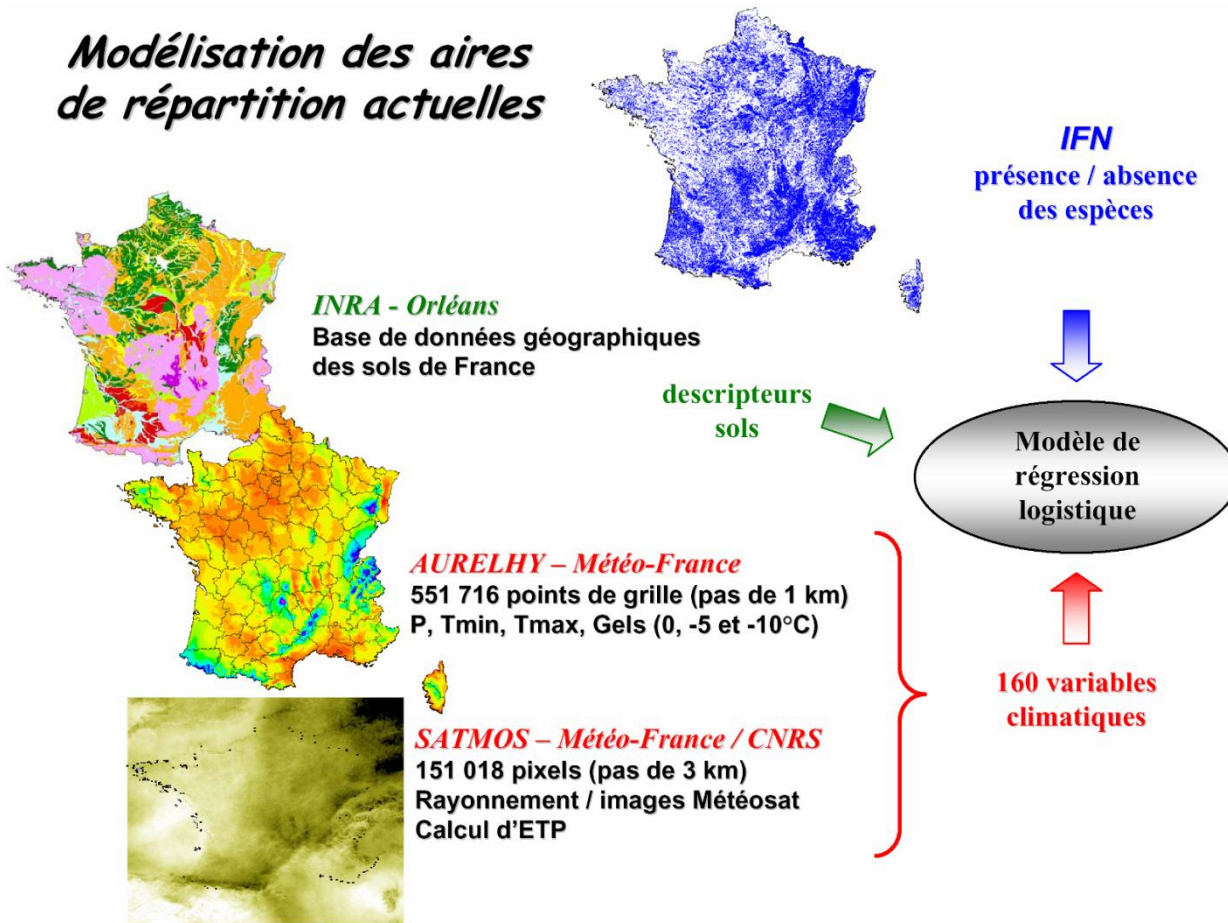 Modélisation des aires
de répartition actuelles
IFN
présence / absence
des espèces
INRA - Orléans
Base de données géographiques
des sols de France
descripteurs
sols
Modèle de
régression
logistique
AURELHY – Météo-France
551 716 points de grille (pas de 1 km)
P, Tmin, Tmax, Gels (0, -5 et -10°C)
160 variables
climatiques
SATMOS – Météo-France / CNRS
151 018 pixels (pas de 3 km)
Rayonnement / images Météosat
Calcul d'ETP